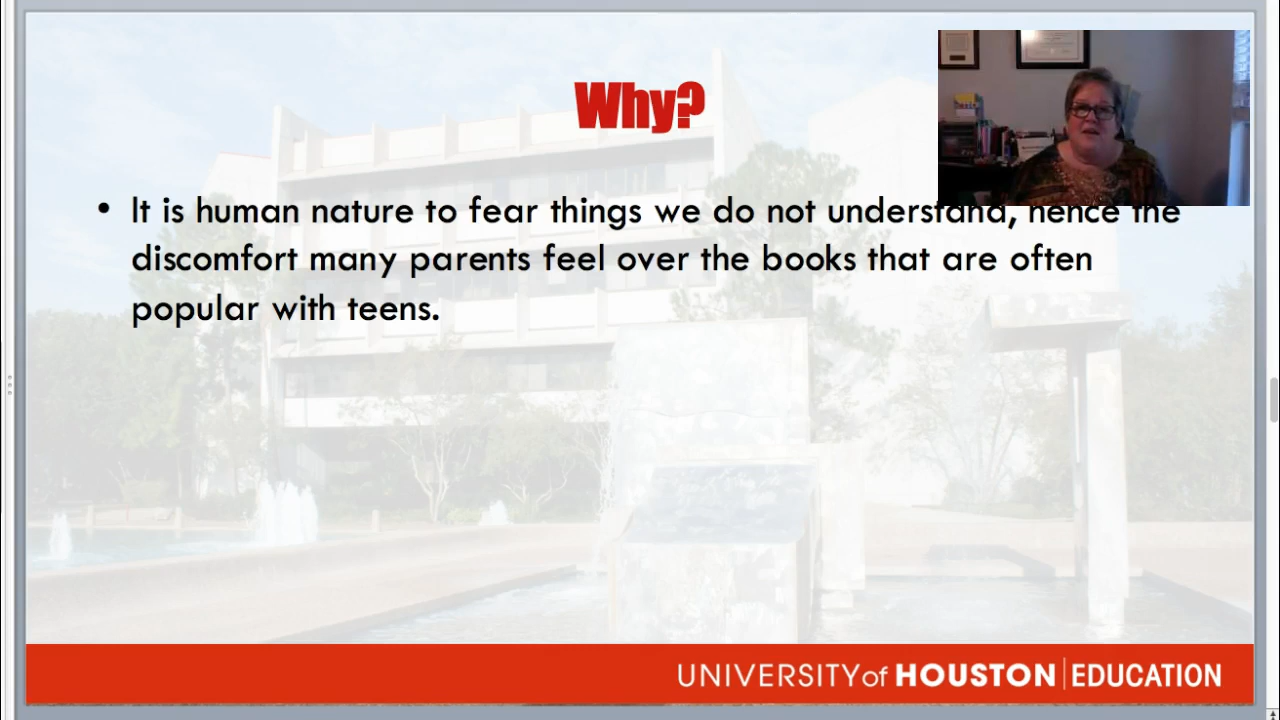 Why?
• It is human nature to fear things we do not understand, hence the
discomfort many parents feel over the books that are often
popular with teens.
UNIVERSITY of HOUSTON | EDUCATION